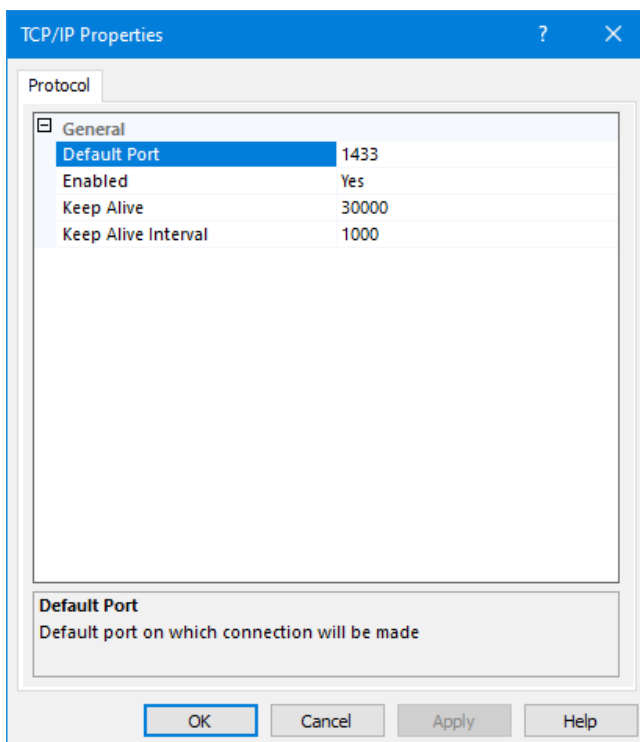 TCP/IP Properties ?
Protocol
General
Default Port 1433
Enabled Yes
Keep Alive 30000
Keep Alive Interval 1000
Default Port
Default port on which connection will be made
OK Cancel Apply Help